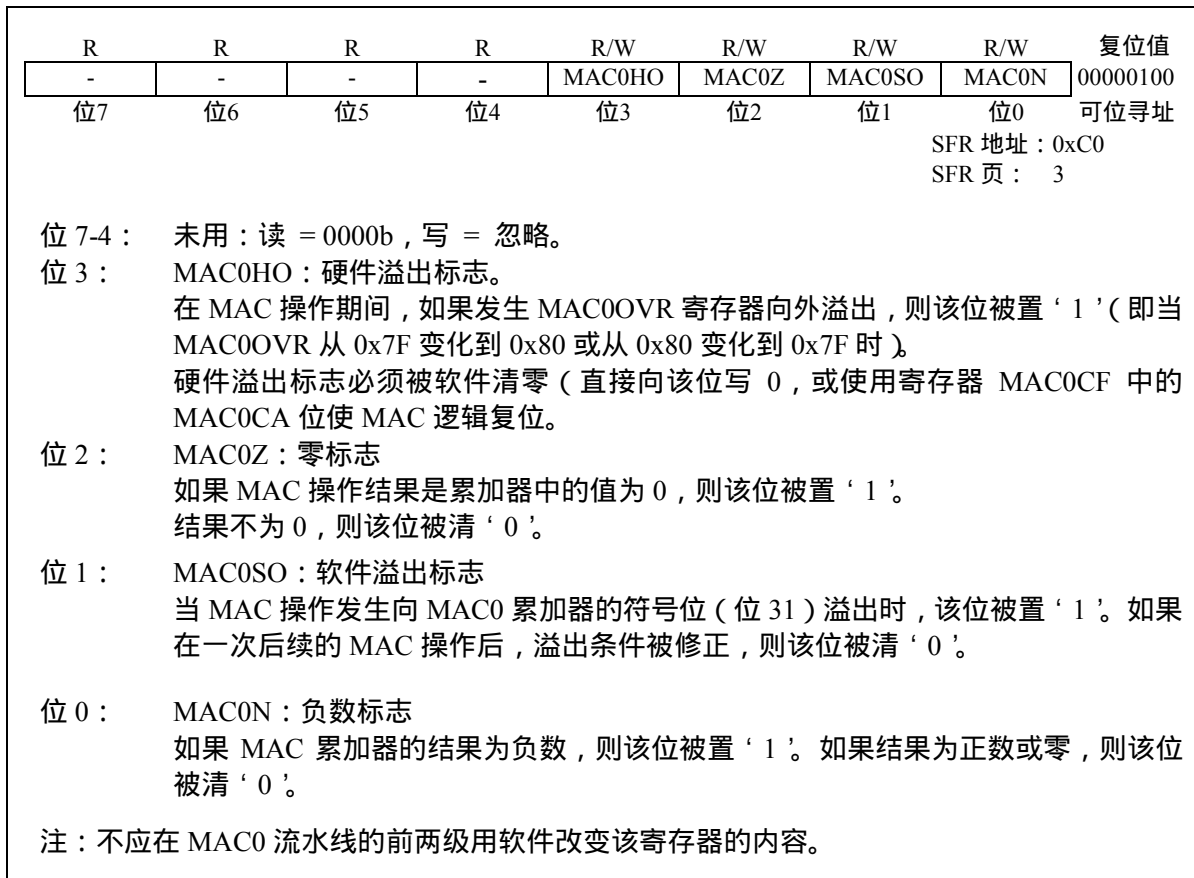 R R R R R/W R/W R/W R/W 复位值
- - - - MAC0HO MAC0Z MAC0SO MAC0N 00000100
位7 位6 位5 位4 位3 位2 位1 位0 可位寻址
SFR 地址：0xC0
SFR 页： 3
位 7-4： 未用：读 = 0000b，写 = 忽略。
位 3： MAC0HO：硬件溢出标志。
在 MAC 操作期间，如果发生 MAC0OVR 寄存器向外溢出，则该位被置‘1’（即当
MAC0OVR 从 0x7F 变化到 0x80 或从 0x80 变化到 0x7F 时）。
硬件溢出标志必须被软件清零（直接向该位写 0，或使用寄存器 MAC0CF 中的
MAC0CA 位使 MAC 逻辑复位。
位 2： MAC0Z：零标志
如果 MAC 操作结果是累加器中的值为 0，则该位被置‘1’。
结果不为 0，则该位被清‘0’。
位 1： MAC0SO：软件溢出标志
当 MAC 操作发生向 MAC0 累加器的符号位（位 31）溢出时，该位被置‘1’。如果
在一次后续的 MAC 操作后，溢出条件被修正，则该位被清‘0’。
位 0： MAC0N：负数标志
如果 MAC 累加器的结果为负数，则该位被置‘1’。如果结果为正数或零，则该位
被清‘0’。
注：不应在 MAC0 流水线的前两级用软件改变该寄存器的内容。